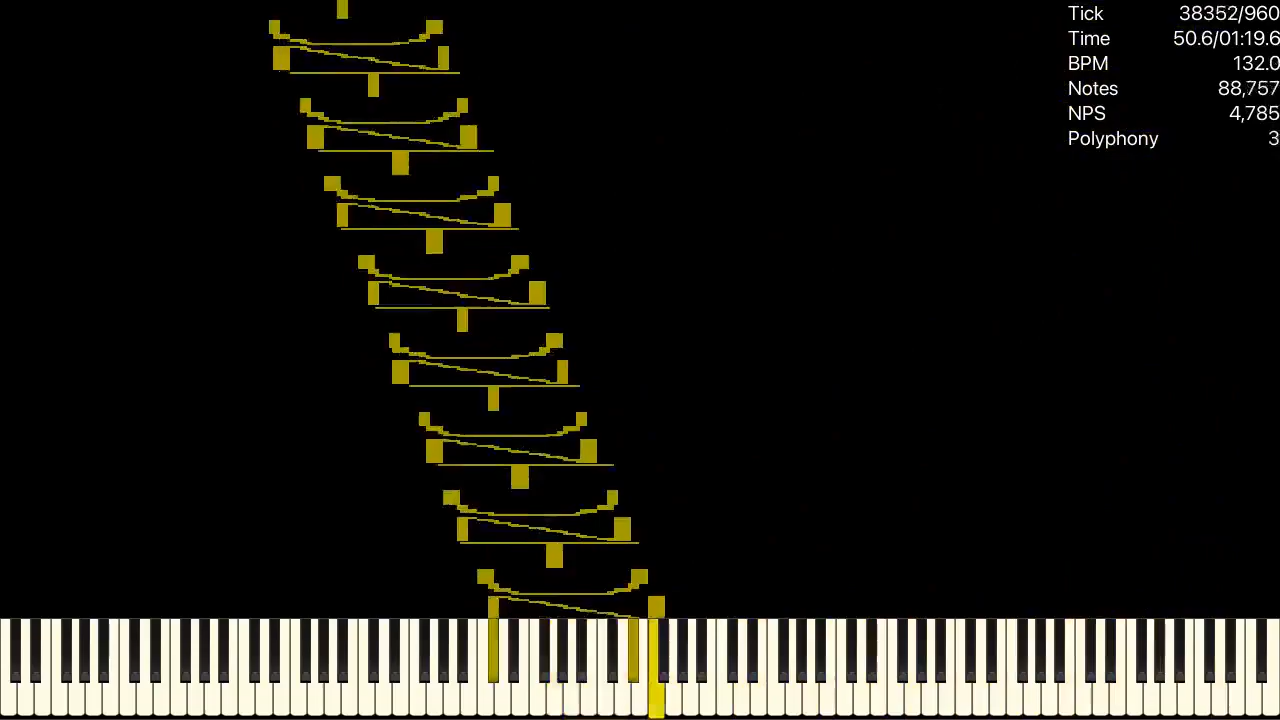 Tick 38352/960
Time 50.6/01:19.6
BPM 132.0
Notes 88,757
NPS 4,785
Polyphony 3